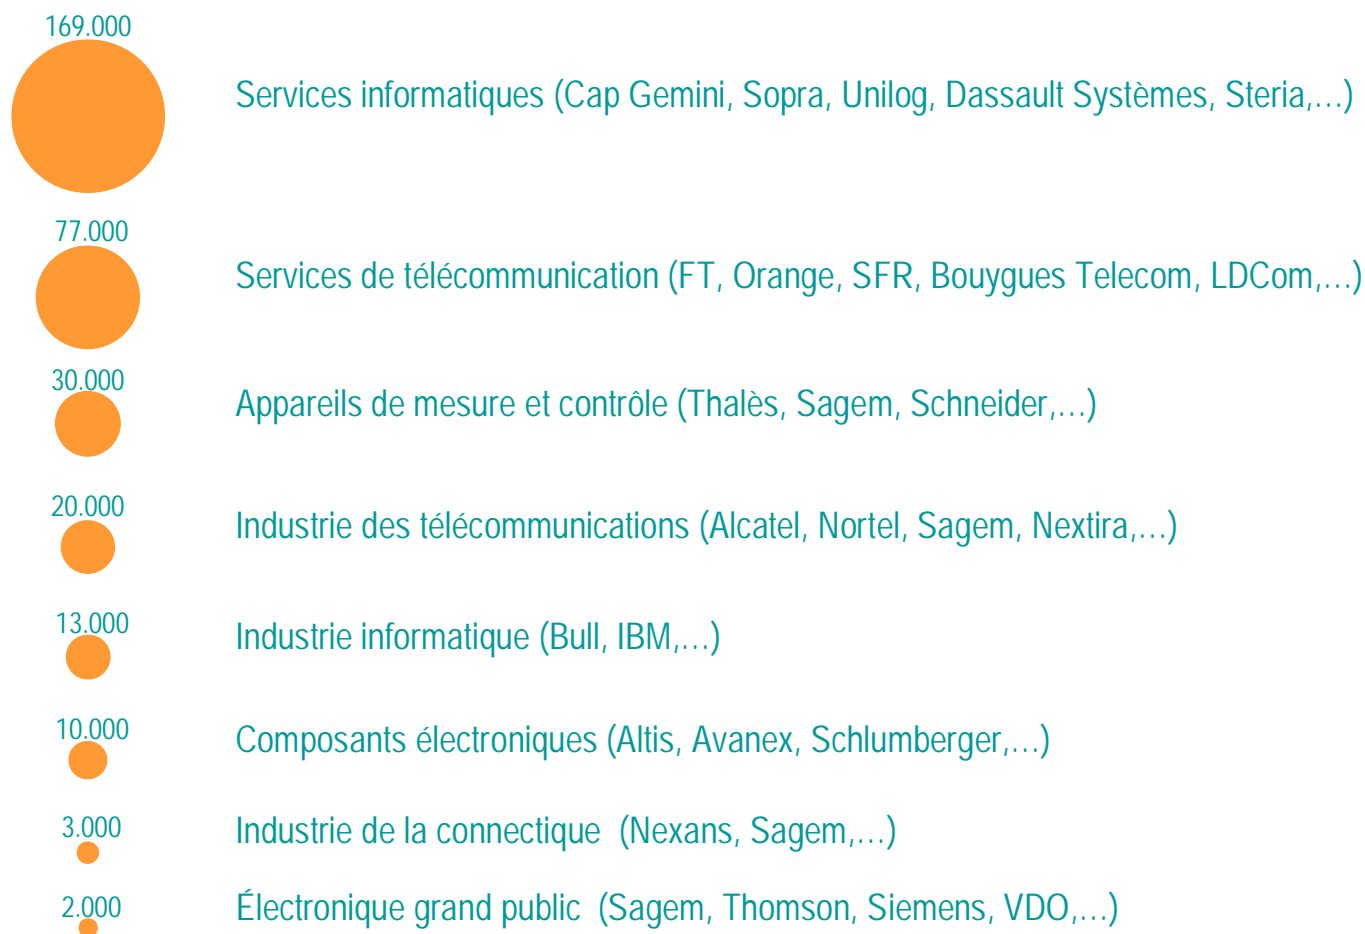 169.000
Services informatiques (Cap Gemini, Sopra, Unilog, Dassault Systèmes, Steria,…)
77.000
Services de télécommunication (FT, Orange, SFR, Bouygues Telecom, LDCom,…)
30.000
Appareils de mesure et contrôle (Thalès, Sagem, Schneider,…)
20.000
Industrie des télécommunications (Alcatel, Nortel, Sagem, Nextira,…)
13.000
Industrie informatique (Bull, IBM,…)
10.000
Composants électroniques (Altis, Avanex, Schlumberger,…)
3.000
Industrie de la connectique  (Nexans, Sagem,…)
2.000
Électronique grand public  (Sagem, Thomson, Siemens, VDO,…)